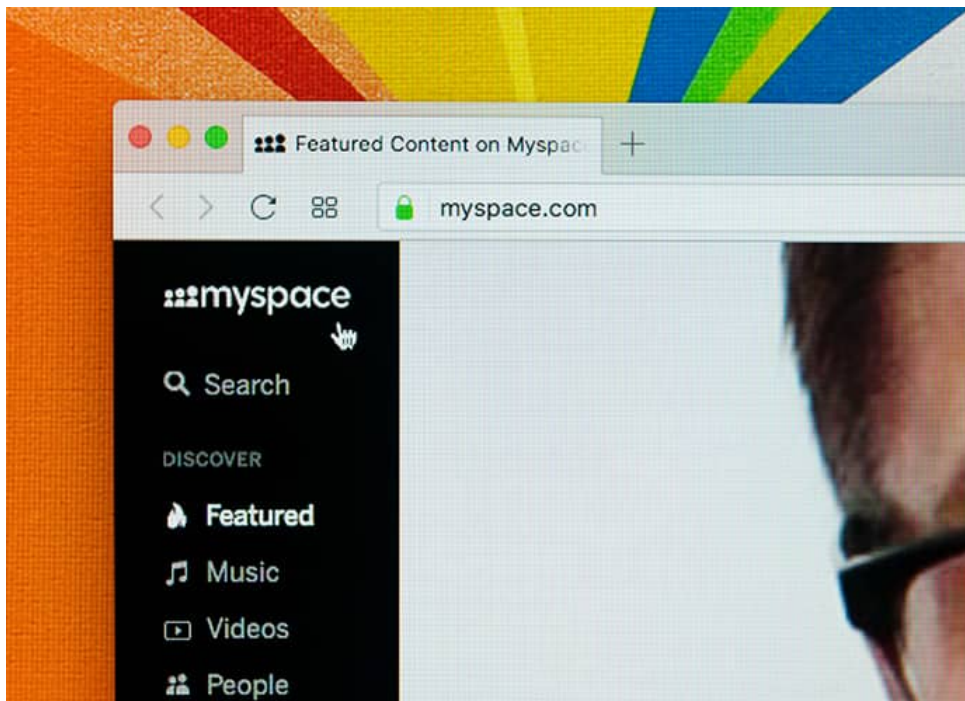 Featured Content on Myspac
myspace.com
myspace
Search
DISCOVER
Featured
Music
Videos
People